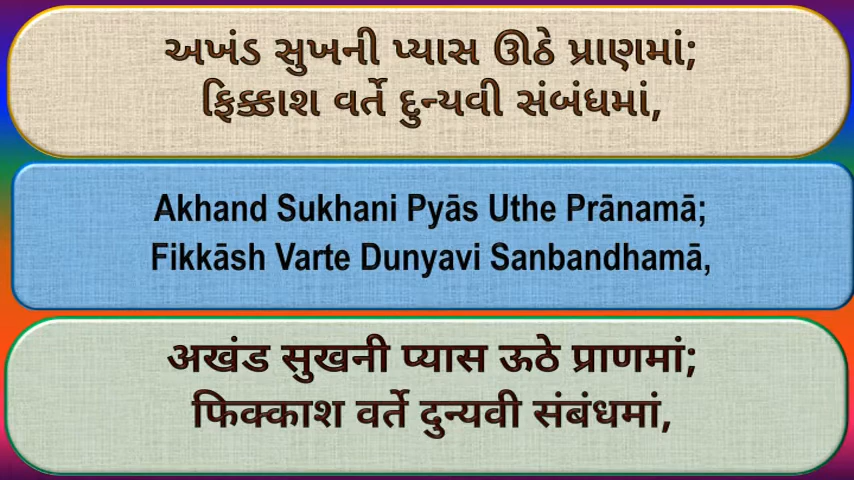 અખંડ સુખની પ્યાસ ઊઠે પ્રાણમાં;
ફિક્કાશ વર્તે દુન્યવી સંબંધમાં,
Akhand Sukhani Pyās Uthe Prānamā;
Fikkāsh Varte Dunyavi Sanbandhamā,
अखंड सुखनी प्यास ऊठे प्राणमां;
फिक्काश वर्ते दुन्यवी संबंधमां,